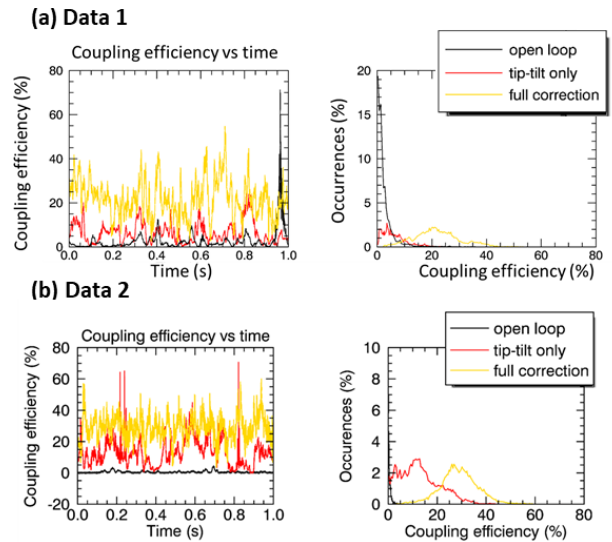 (a) Data 1
Coupling efficiency vs time
Coupling efficiency (%)
80
60
40
20
0
0.0 0.2 0.4 0.6 0.8 1.0
Time (s)
open loop
tip-tilt only
full correction
Occurrences (%)
20
15
10
5
0
0 20 40 60 80
Coupling efficiency (%)
(b) Data 2
Coupling efficiency vs time
Coupling efficiency (%)
80
60
40
20
0
-20
0.0 0.2 0.4 0.6 0.8 1.0
Time (s)
open loop
tip-tilt only
full correction
Occurences (%)
10
8
6
4
2
0
0 20 40 60 80
Coupling efficiency (%)